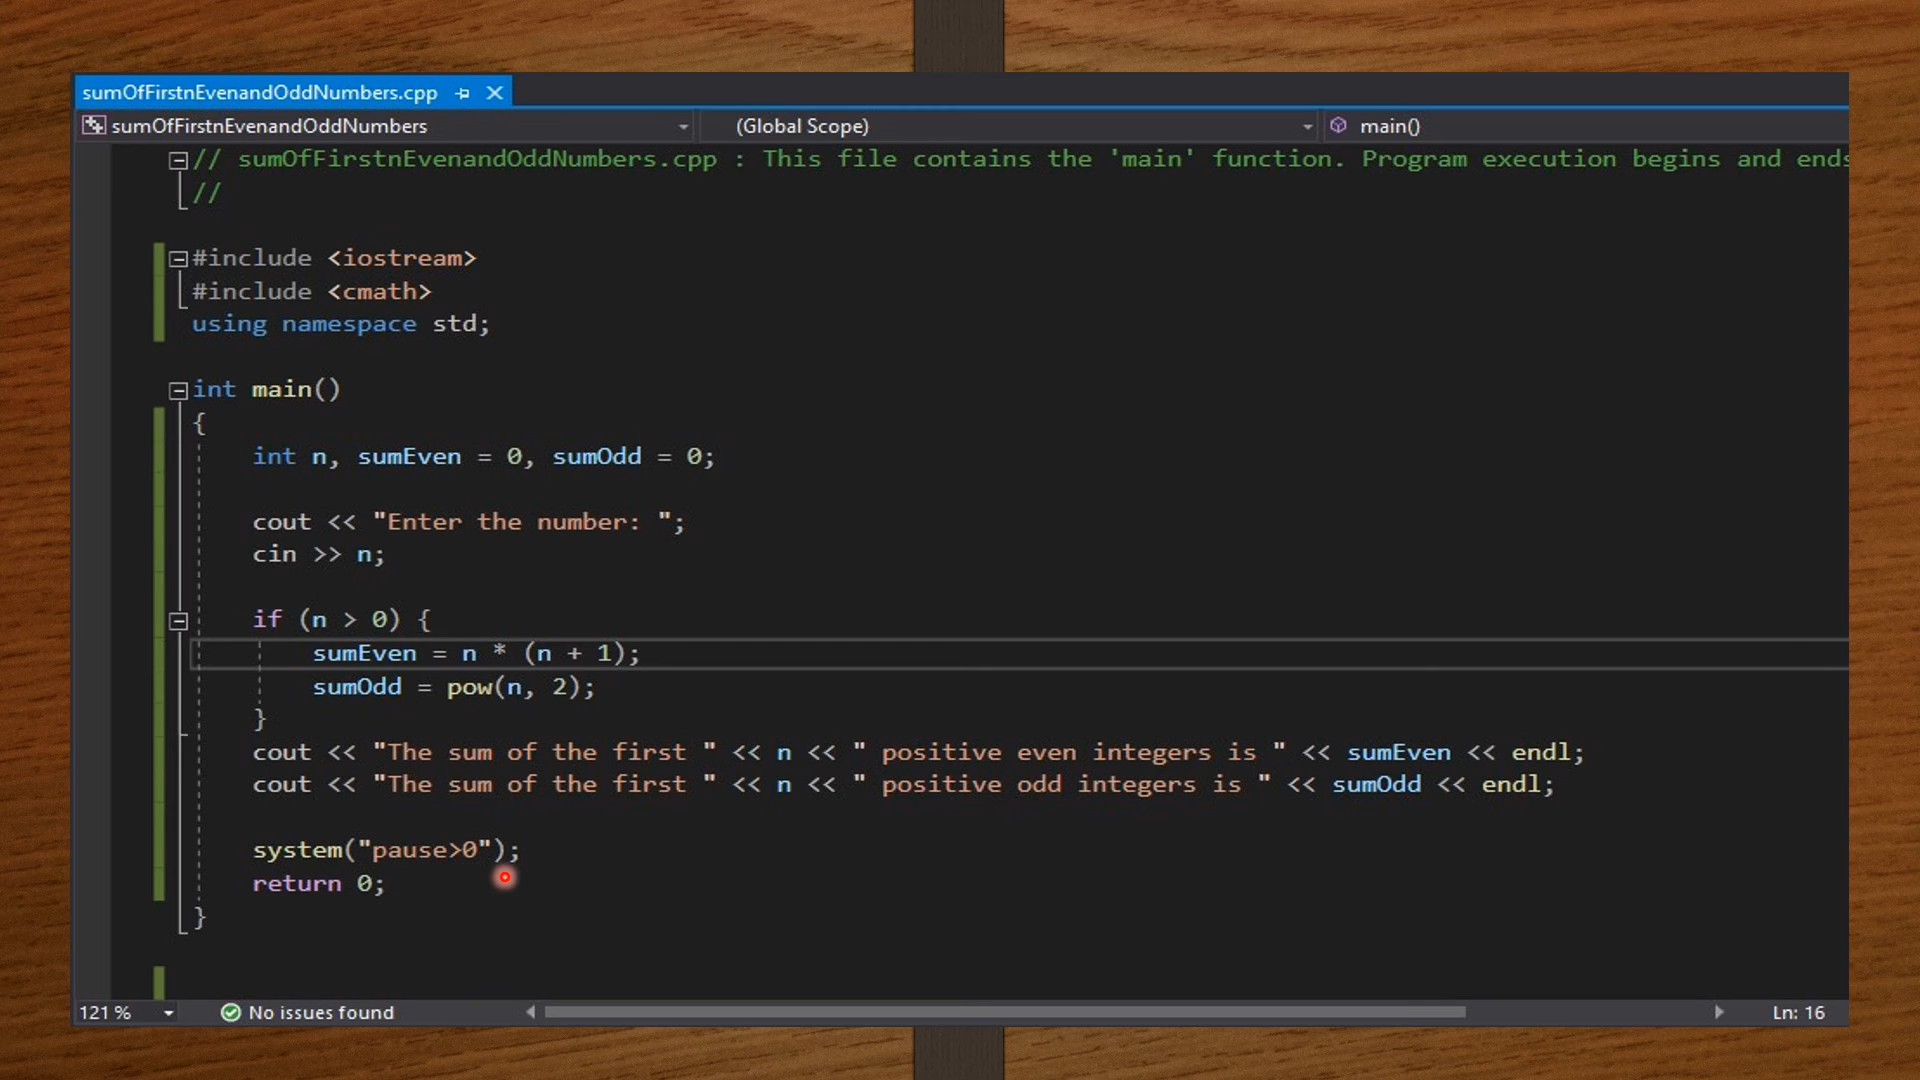 sumOfFirstnEvenandOddNumbers.cpp
sumOfFirstnEvenandOddNumbers (Global Scope) main()
// sumOfFirstnEvenandOddNumbers.cpp : This file contains the 'main' function. Program execution begins and ends
//
#include <iostream>
#include <cmath>
using namespace std;
int main()
{
int n, sumEven = 0, sumOdd = 0;
cout << "Enter the number: ";
cin >> n;
if (n > 0) {
sumEven = n * (n + 1);
sumOdd = pow(n, 2);
}
cout << "The sum of the first " << n << " positive even integers is " << sumEven << endl;
cout << "The sum of the first " << n << " positive odd integers is " << sumOdd << endl;
system("pause>0");
return 0;
}
121 % No issues found Ln: 16